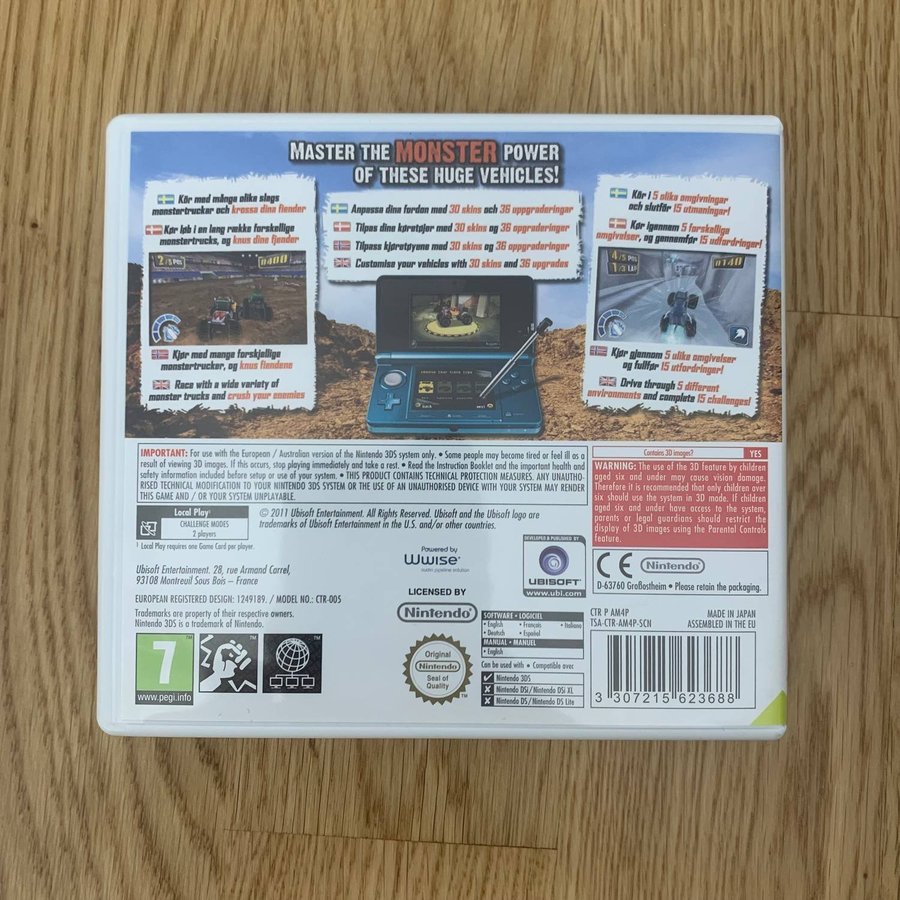 MASTER THE MONSTER POWER
OF THESE HUGE VEHICLES!
Kör med många olika slags
monstertruckar och krossa dina fiender
Kør løb i en lang række forskellige
monstertrucks, og knus dine fjender
2/5 POS
0400
Kjør med mange forskjellige
monstertrucker, og knus fiendene
Race with a wide variety of
monster trucks and crush your enemies
Anpassa dina fordon med 30 skins och 36 uppgraderingar
Tilpas dine køretøjer med 30 skins og 36 opgraderinger
Tilpass kjøretøyene med 30 skins og 36 oppgraderinger
Customise your vehicles with 30 skins and 36 upgrades
Kör i 5 olika omgivningar
och slutför 15 utmaningar!
Kør igennem 5 forskellige
omgivelser, og gennemfør 15 udfordringer!
4/5 POS
1/3 LAP
0140
Kjør gjennom 5 ulike omgivelser
og fullfør 15 utfordringer!
Drive through 5 different
environments and complete 15 challenges!
IMPORTANT: For use with the European / Australian version of the Nintendo 3DS system only. • Some people may become tired or feel ill as a
result of viewing 3D images. If this occurs, stop playing immediately and take a rest. • Read the Instruction Booklet and the important health and
safety information included before setup or use of your system. • THIS PRODUCT CONTAINS TECHNICAL PROTECTION MEASURES. ANY UNAUTHO-
RISED TECHNICAL MODIFICATION TO YOUR NINTENDO 3DS SYSTEM OR THE USE OF AN UNAUTHORISED DEVICE WITH YOUR SYSTEM MAY RENDER
THIS GAME AND / OR YOUR SYSTEM UNPLAYABLE.
Contains 3D images? YES
WARNING: The use of the 3D feature by children
aged six and under may cause vision damage.
Therefore it is recommended that only children over
six should use the system in 3D mode. If children
aged six and under have access to the system,
parents or legal guardians should restrict the
display of 3D images using the Parental Controls
feature.
Local Play¹
CHALLENGE MODES
2 players
¹ Local Play requires one Game Card per player.
© 2011 Ubisoft Entertainment. All Rights Reserved. Ubisoft and the Ubisoft logo are
trademarks of Ubisoft Entertainment in the U.S. and/or other countries.
Ubisoft Entertainment. 28, rue Armand Carrel,
93108 Montreuil Sous Bois – France
EUROPEAN REGISTERED DESIGN: 1249189. / MODEL NO.: CTR-005
Trademarks are property of their respective owners.
Nintendo 3DS is a trademark of Nintendo.
7
www.pegi.info
Powered by
Wwise
audio pipeline solution
LICENSED BY
Nintendo
Original
Nintendo
Seal of
Quality
DEVELOPED & PUBLISHED BY
UBISOFT
www.ubi.com
SOFTWARE • LOGICIEL
• English • Français • Italiano
• Deutsch • Español
MANUAL • MANUEL
• English
Can be used with • Compatible avec
Nintendo 3DS
Nintendo DSi / Nintendo DSi XL
Nintendo DS / Nintendo DS Lite
CE Nintendo
D-63760 Großostheim • Please retain the packaging.
CTR P AM4P MADE IN JAPAN
TSA-CTR-AM4P-SCN ASSEMBLED IN THE EU
3 307215 623688